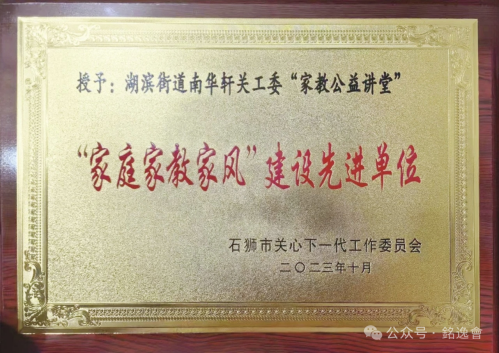 授予：湖滨街道南华轩关工委“家教公益讲堂”
“家庭家教家风”建设先进单位
石狮市关心下一代工作委员会
二〇二三年十月
公众号·銘逸會